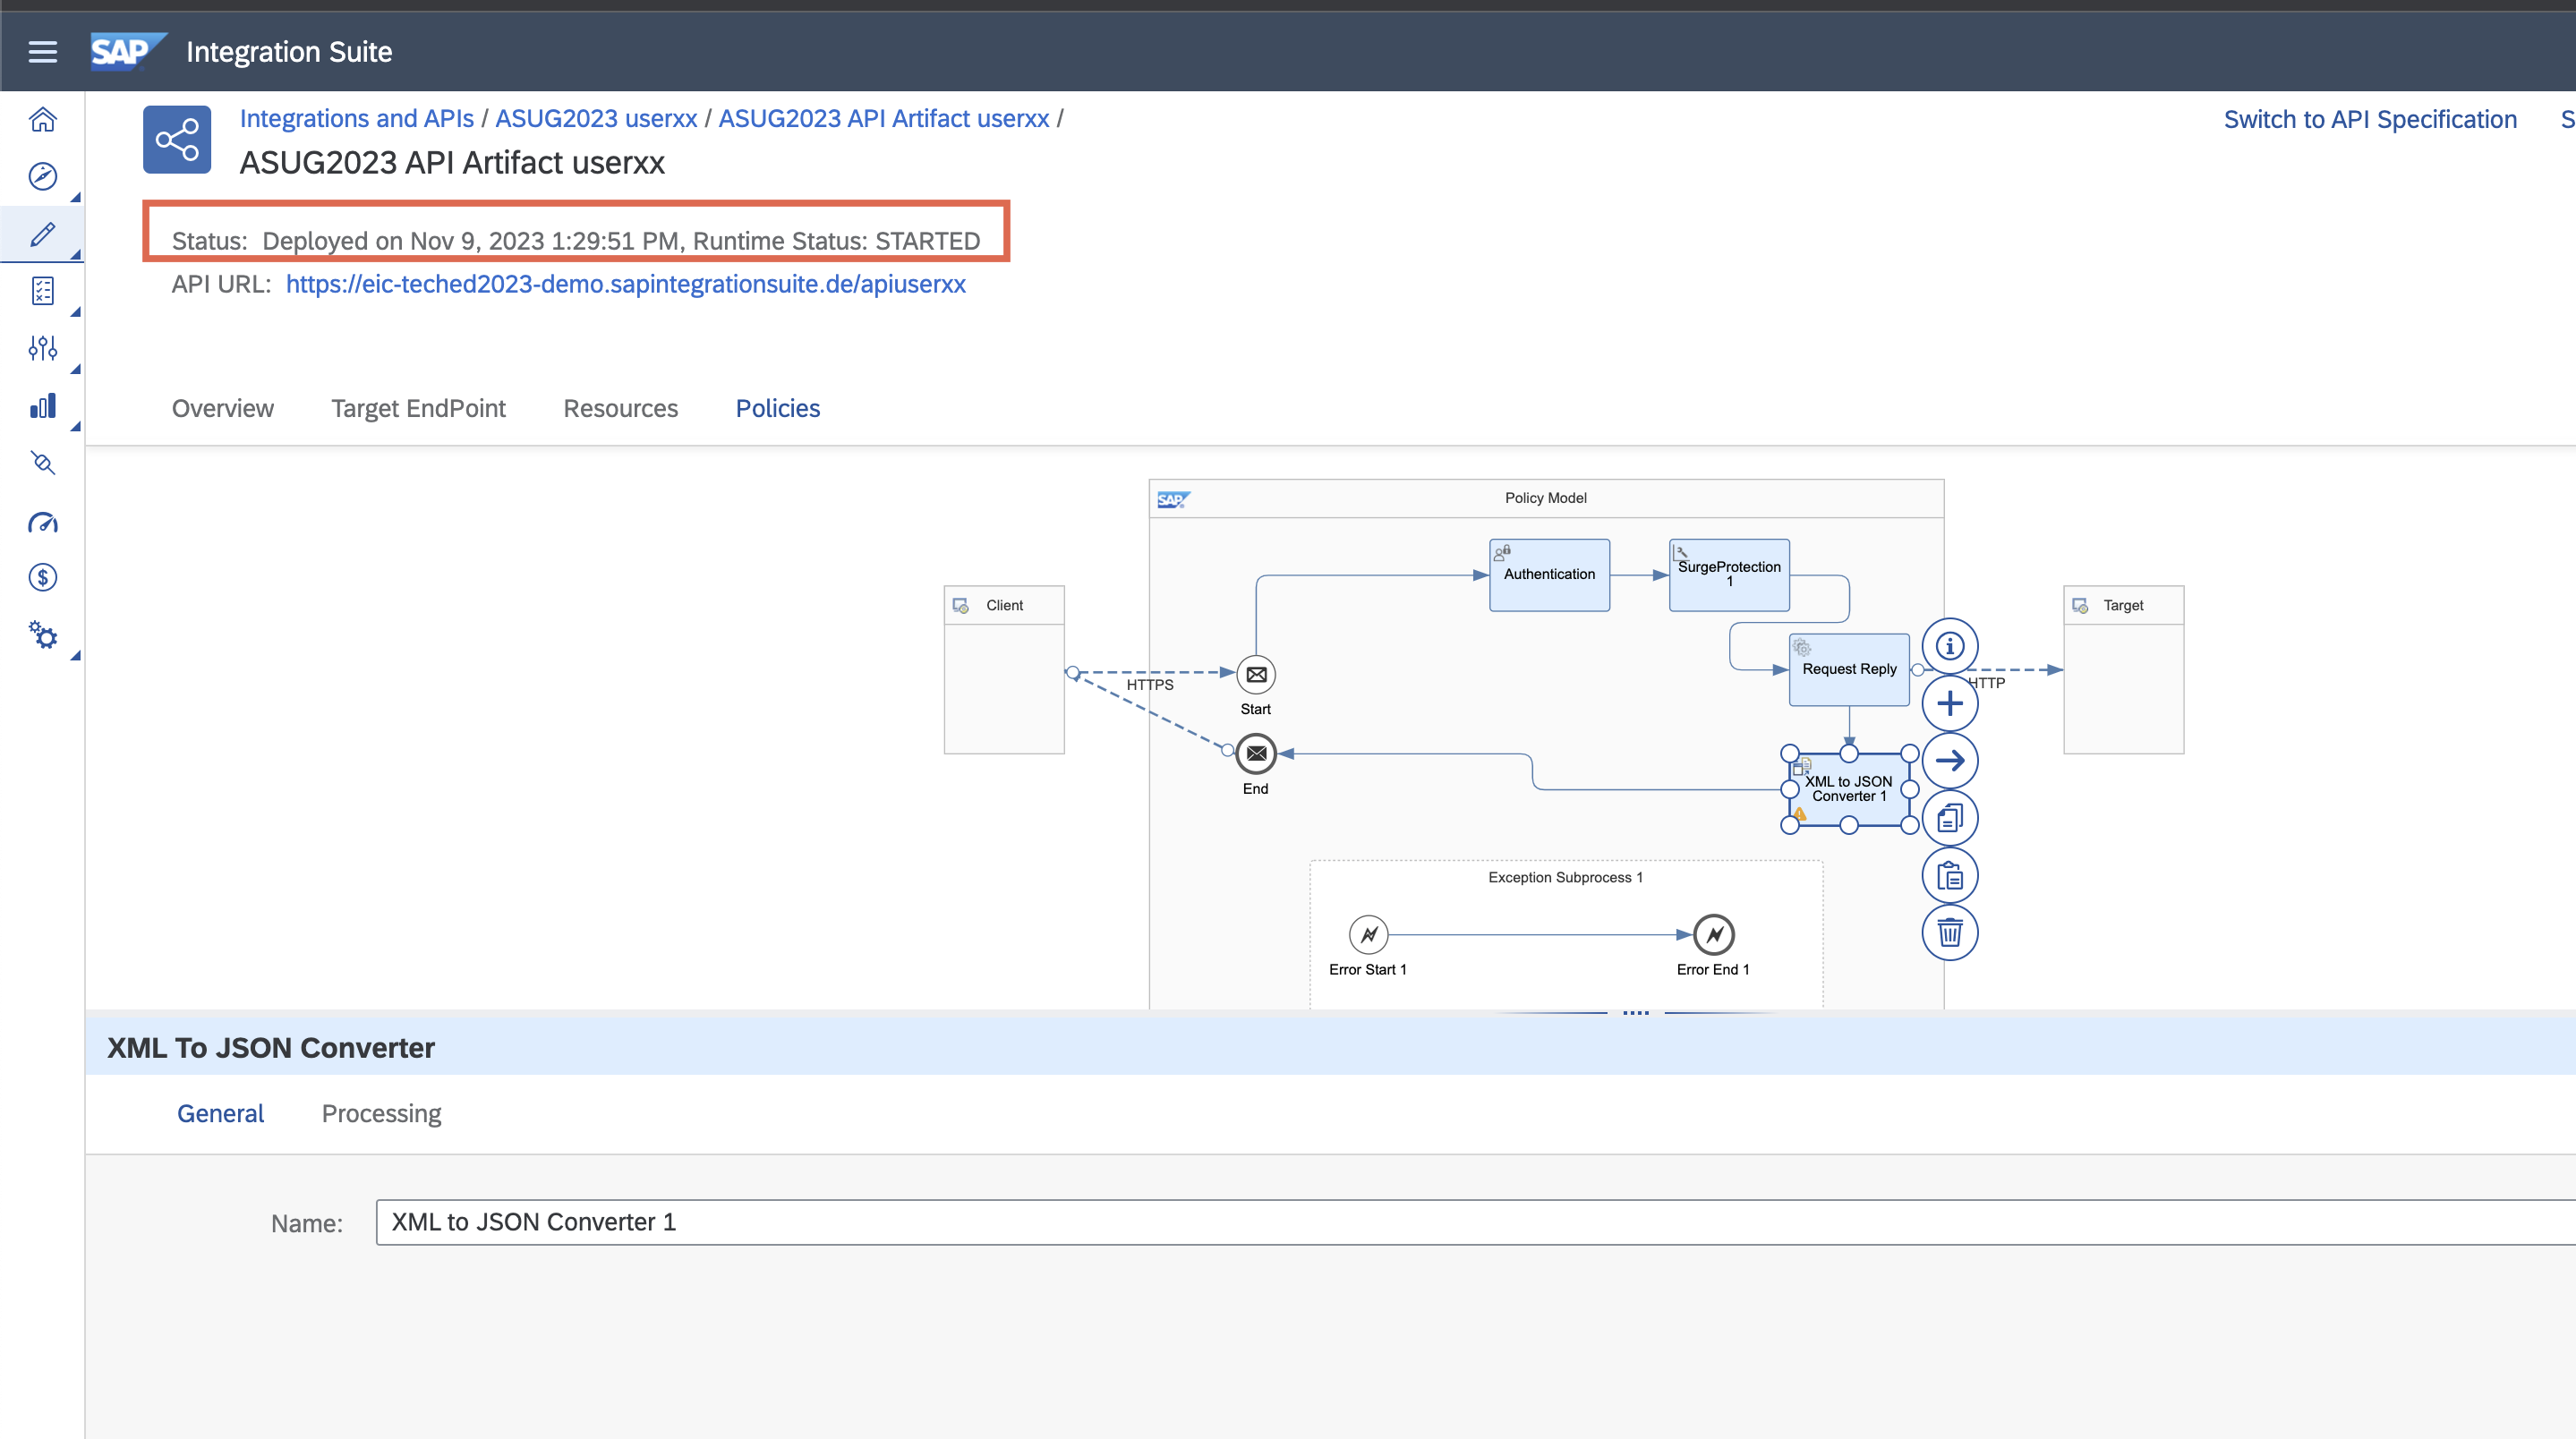 SAP Integration Suite
Integrations and APIs / ASUG2023 userxx / ASUG2023 API Artifact userxx /
Switch to API Specification
S
ASUG2023 API Artifact userxx
Status: Deployed on Nov 9, 2023 1:29:51 PM, Runtime Status: STARTED
API URL: https://eic-teched2023-demo.sapintegrationsuite.de/apiuserxx
Overview Target EndPoint Resources Policies
SAP
Policy Model
Authentication
SurgeProtection
1
Client
Target
HTTPS
Start
Request Reply
HTTP
End
XML to JSON
Converter 1
Exception Subprocess 1
Error Start 1
Error End 1
XML To JSON Converter
General Processing
Name: XML to JSON Converter 1